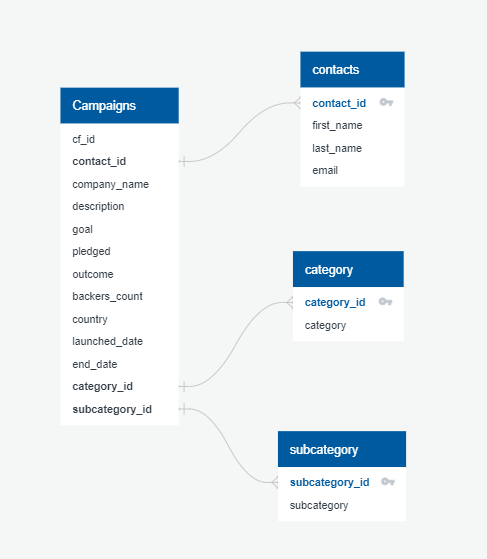 Campaigns
cf_id
contact_id
company_name
description
goal
pledged
outcome
backers_count
country
launched_date
end_date
category_id
subcategory_id
contacts
contact_id
first_name
last_name
email
category
category_id
category
subcategory
subcategory_id
subcategory